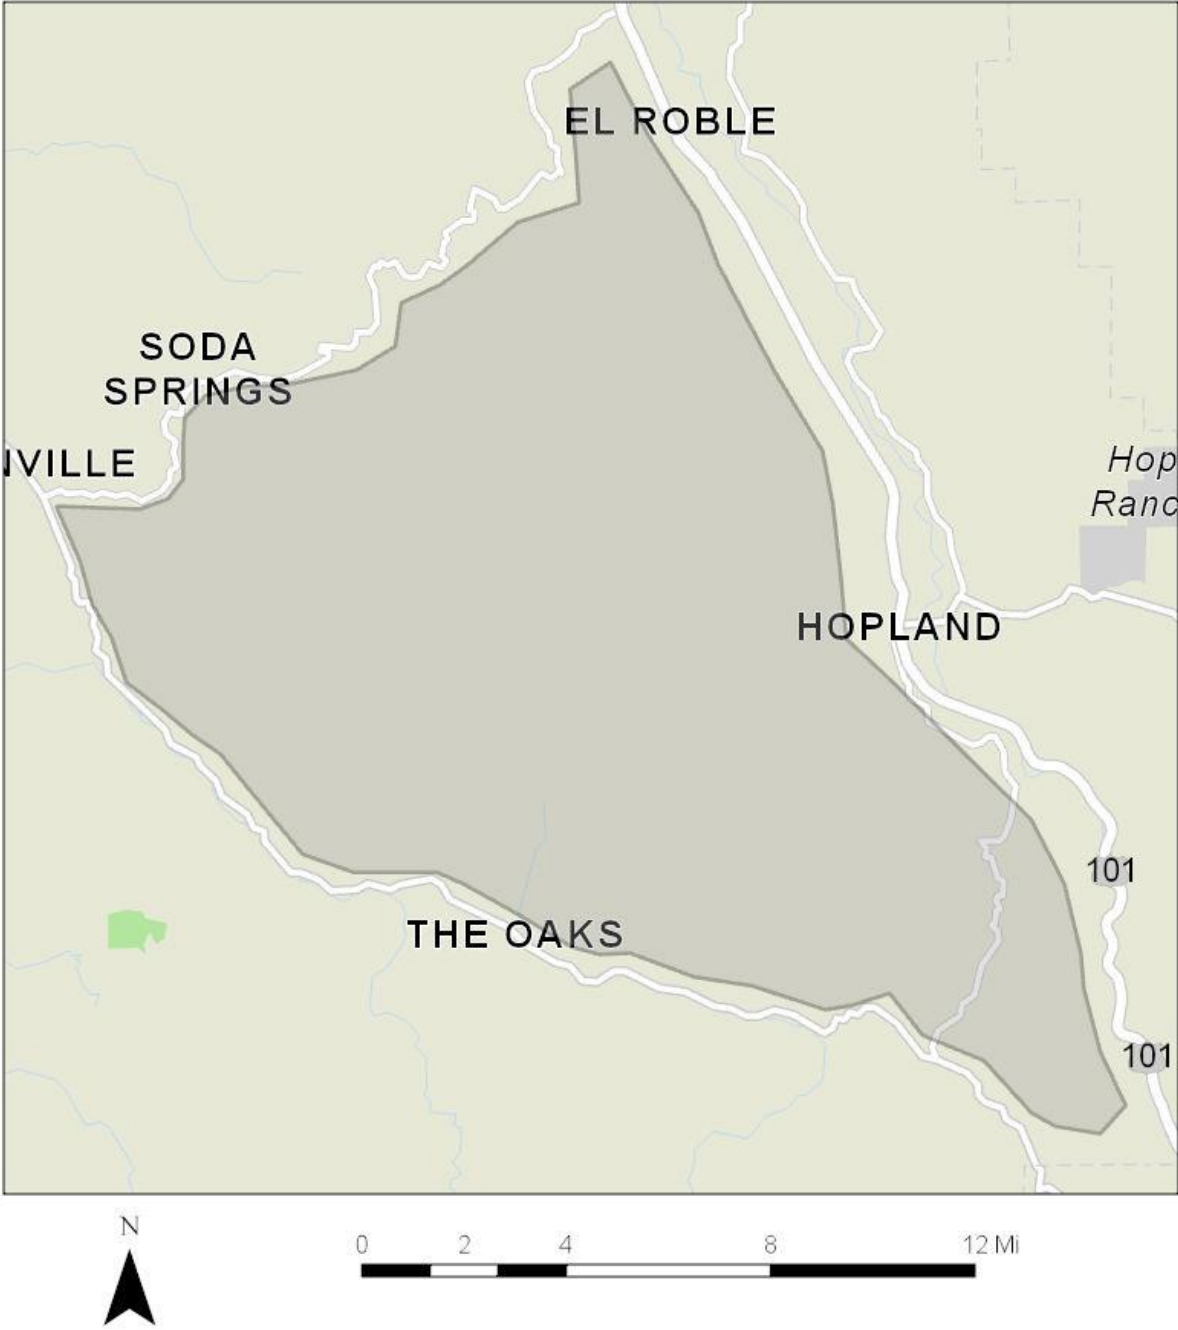 EL ROBLE
SODA
SPRINGS
NVILLE
Hop
Ranc
HOPLAND
101
THE OAKS
101
N
0 2 4 8 12 Mi